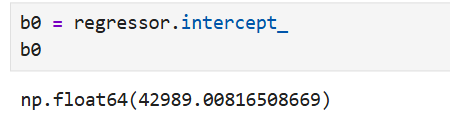 b0 = regressor.intercept_
b0
np.float64(42989.00816508669)